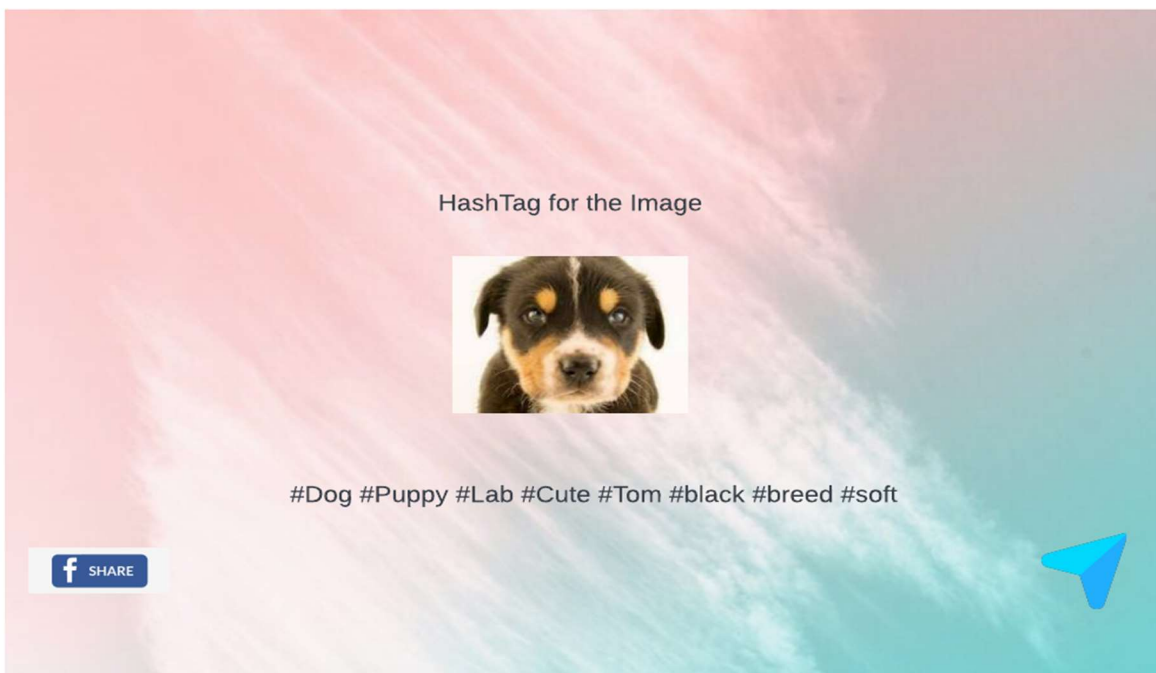 HashTag for the Image
#Dog #Puppy #Lab #Cute #Tom #black #breed #soft
f SHARE